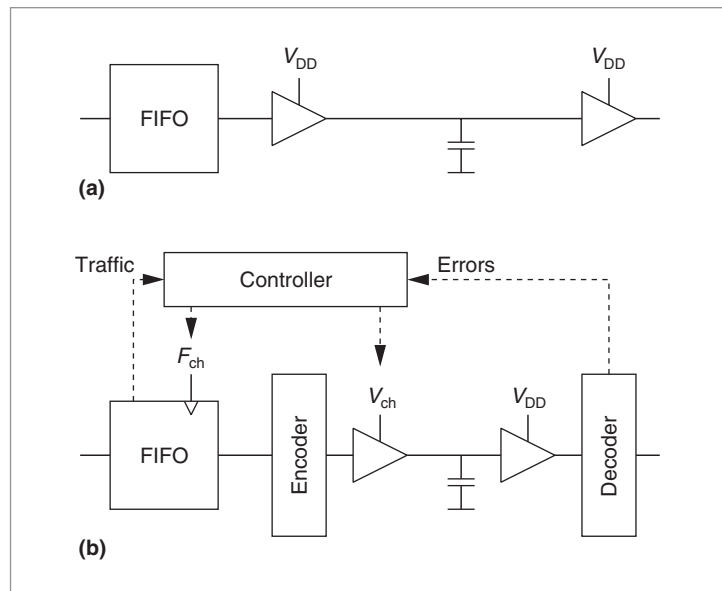 V_DD
V_DD
FIFO
(a)
Traffic
Controller
Errors
F_ch
V_ch
V_DD
FIFO
Encoder
Decoder
(b)